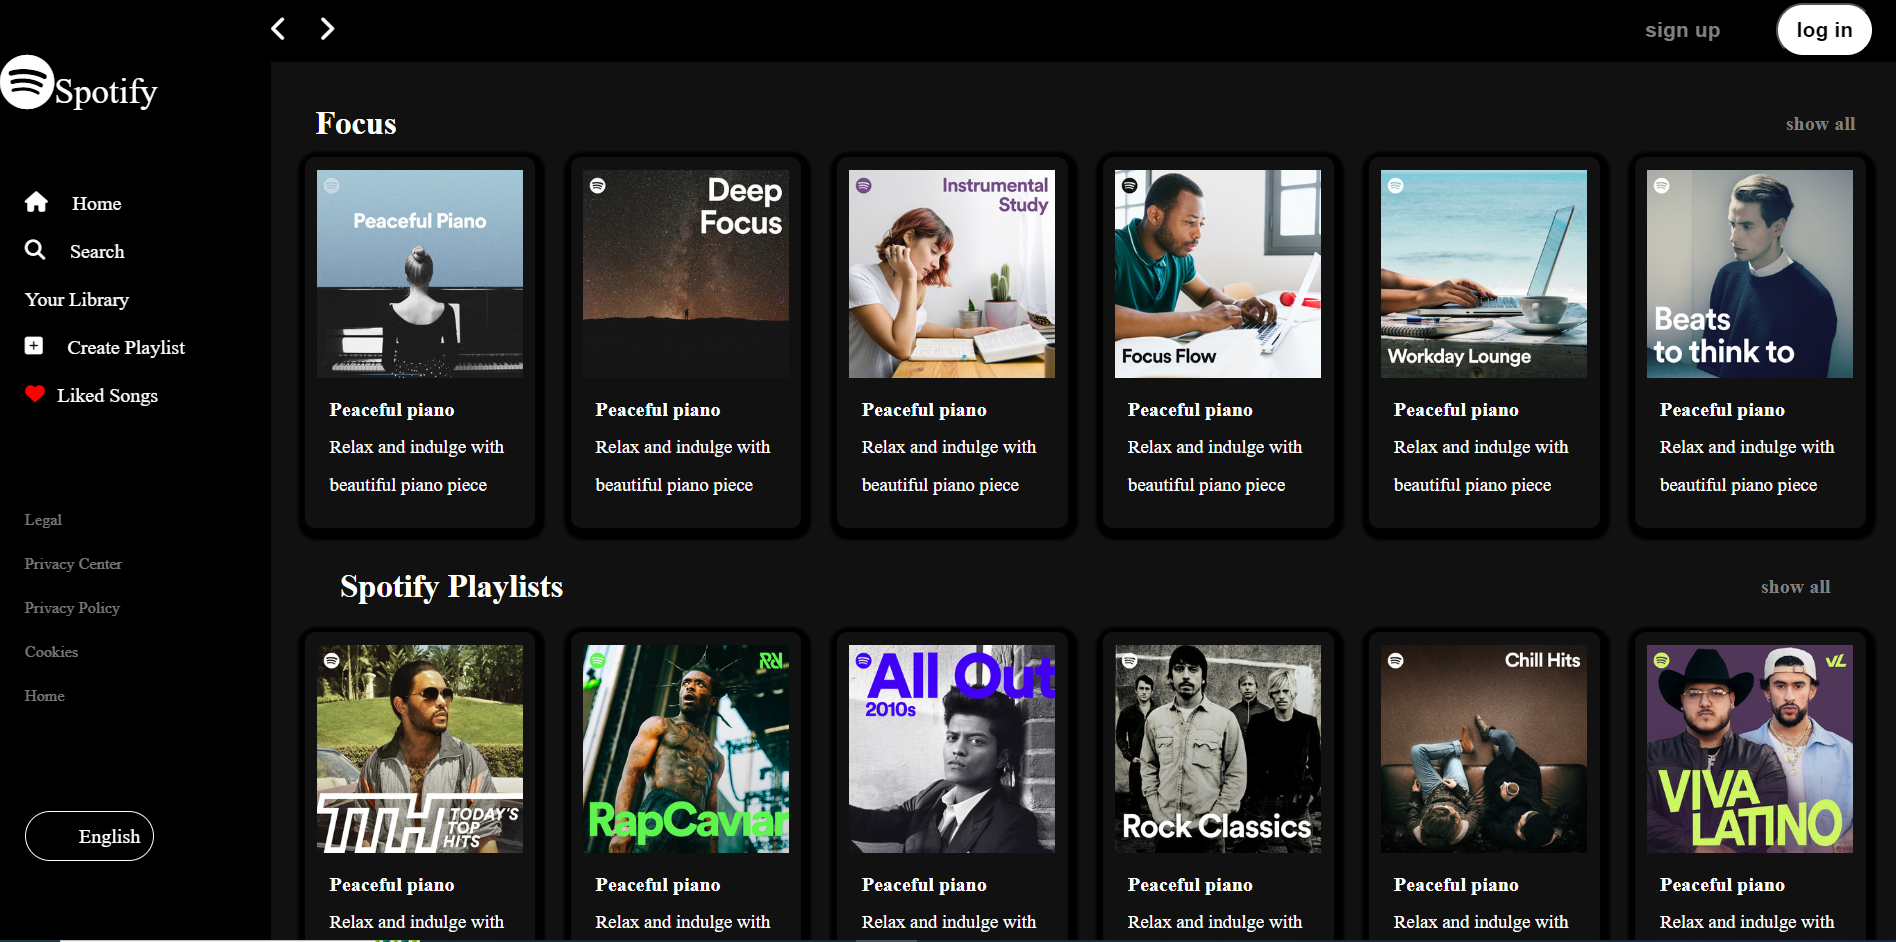 sign up
log in
Spotify
Home
Search
Your Library
Create Playlist
Liked Songs
Legal
Privacy Center
Privacy Policy
Cookies
Home
English
Focus
show all
Peaceful Piano
Deep
Focus
Instrumental
Study
Focus Flow
Workday Lounge
Beats
to think to
Peaceful piano
Relax and indulge with
beautiful piano piece
Peaceful piano
Relax and indulge with
beautiful piano piece
Peaceful piano
Relax and indulge with
beautiful piano piece
Peaceful piano
Relax and indulge with
beautiful piano piece
Peaceful piano
Relax and indulge with
beautiful piano piece
Peaceful piano
Relax and indulge with
beautiful piano piece
Spotify Playlists
show all
TTH TODAY'S
TOP
HITS
RapCaviar
All Out
2010s
Rock Classics
Chill Hits
VL
VIVA
LATINO
Peaceful piano
Relax and indulge with
Peaceful piano
Relax and indulge with
Peaceful piano
Relax and indulge with
Peaceful piano
Relax and indulge with
Peaceful piano
Relax and indulge with
Peaceful piano
Relax and indulge with